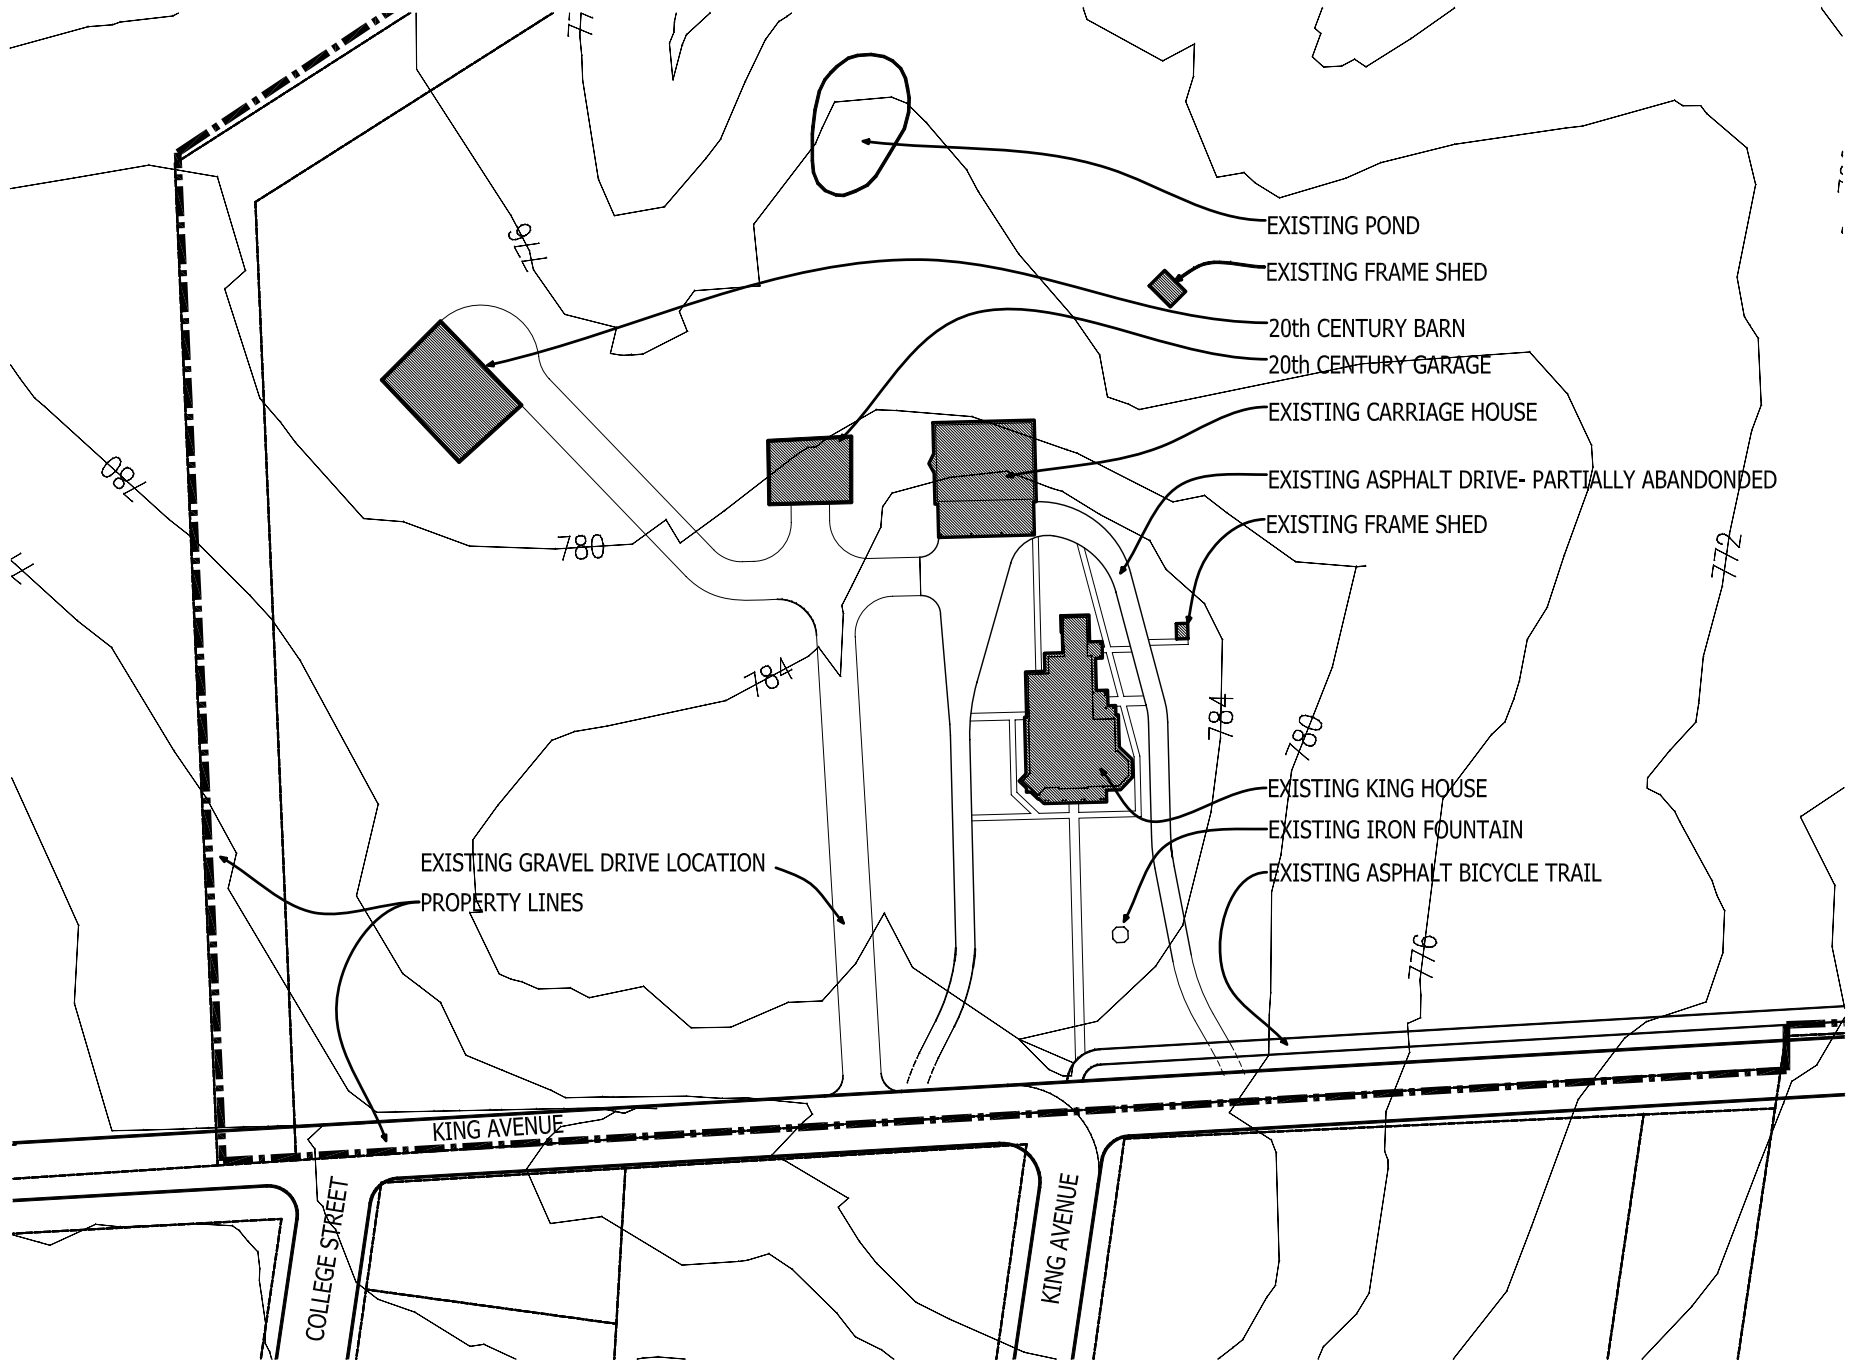 EXISTING POND
776
EXISTING FRAME SHED
20th CENTURY BARN
20th CENTURY GARAGE
EXISTING CARRIAGE HOUSE
780
EXISTING ASPHALT DRIVE- PARTIALLY ABANDONDED
EXISTING FRAME SHED
780
772
784
784
780
EXISTING KING HOUSE
EXISTING IRON FOUNTAIN
EXISTING GRAVEL DRIVE LOCATION
EXISTING ASPHALT BICYCLE TRAIL
PROPERTY LINES
776
KING AVENUE
COLLEGE STREET
KING AVENUE